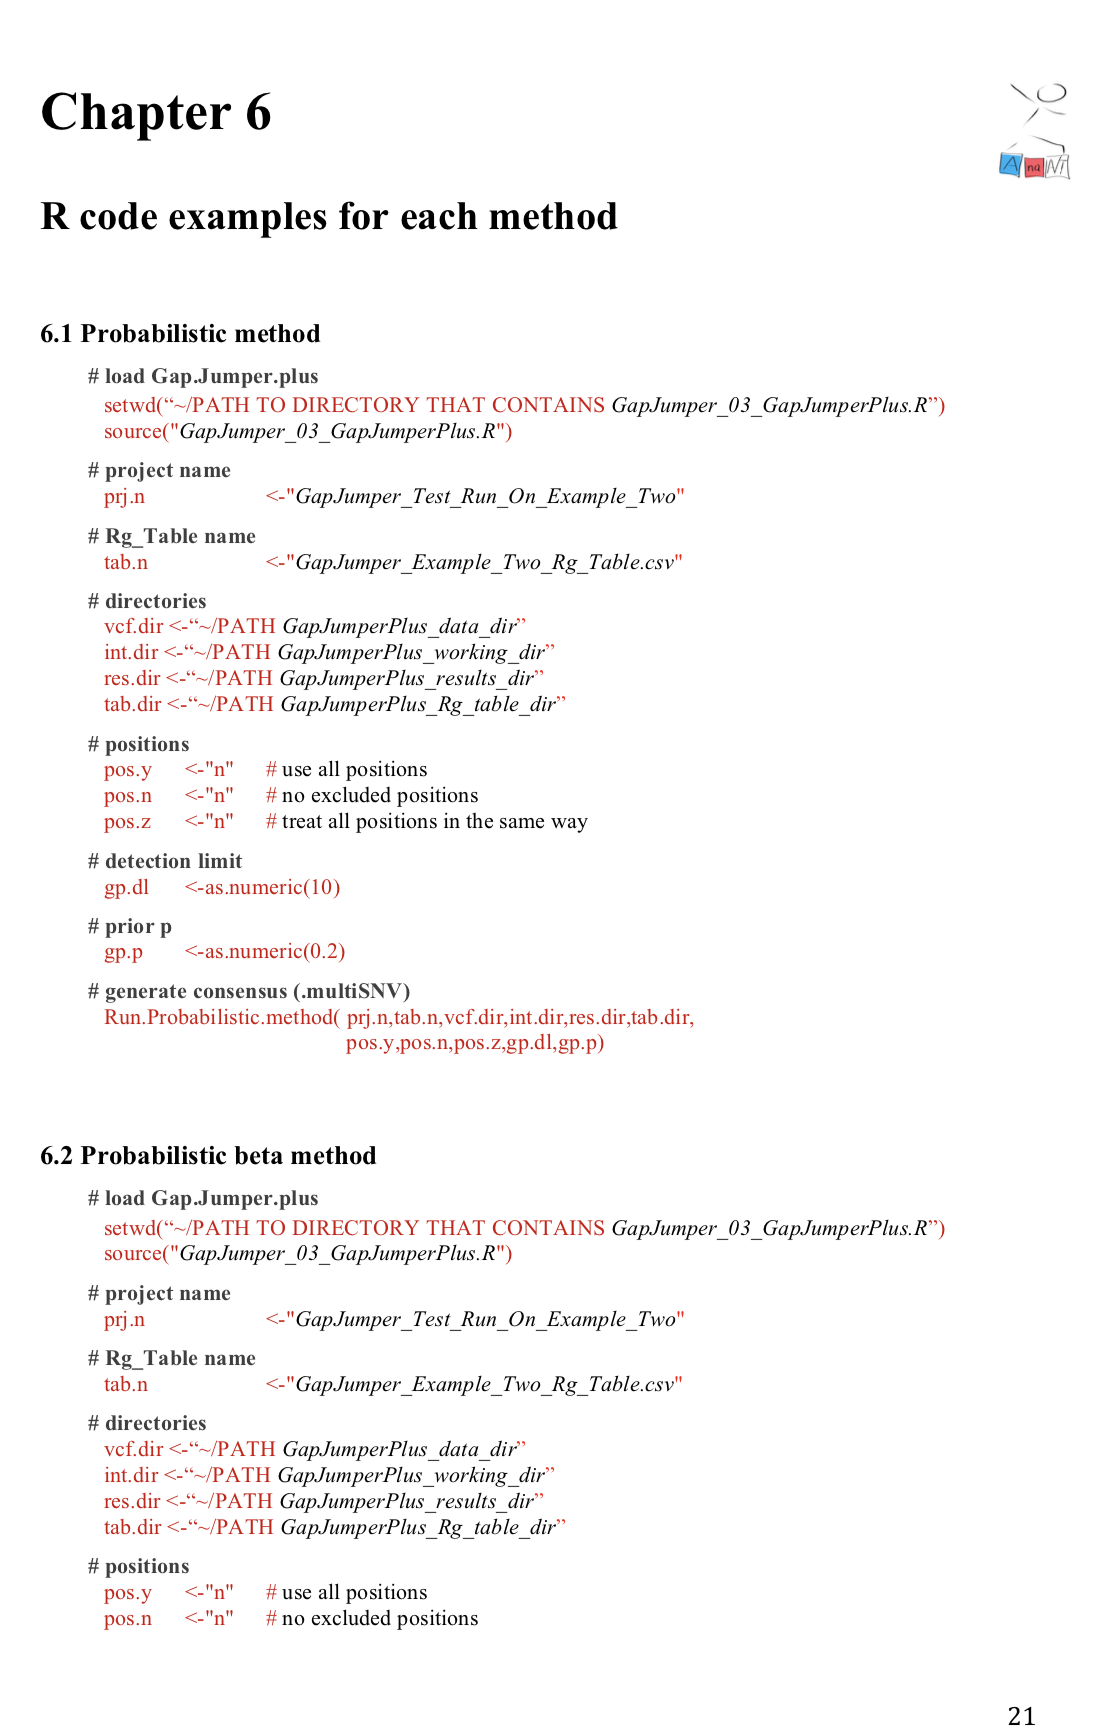 Chapter 6
A na Ni
R code examples for each method
6.1 Probabilistic method
# load Gap.Jumper.plus
setwd(“~/PATH TO DIRECTORY THAT CONTAINS GapJumper_03_GapJumperPlus.R”)
source("GapJumper_03_GapJumperPlus.R")
# project name
prj.n <-"GapJumper_Test_Run_On_Example_Two"
# Rg_Table name
tab.n <-"GapJumper_Example_Two_Rg_Table.csv"
# directories
vcf.dir <-“~/PATH GapJumperPlus_data_dir”
int.dir <-“~/PATH GapJumperPlus_working_dir”
res.dir <-“~/PATH GapJumperPlus_results_dir”
tab.dir <-“~/PATH GapJumperPlus_Rg_table_dir”
# positions
pos.y <-"n" # use all positions
pos.n <-"n" # no excluded positions
pos.z <-"n" # treat all positions in the same way
# detection limit
gp.dl <-as.numeric(10)
# prior p
gp.p <-as.numeric(0.2)
# generate consensus (.multiSNV)
Run.Probabilistic.method( prj.n,tab.n,vcf.dir,int.dir,res.dir,tab.dir,
pos.y,pos.n,pos.z,gp.dl,gp.p)
6.2 Probabilistic beta method
# load Gap.Jumper.plus
setwd(“~/PATH TO DIRECTORY THAT CONTAINS GapJumper_03_GapJumperPlus.R”)
source("GapJumper_03_GapJumperPlus.R")
# project name
prj.n <-"GapJumper_Test_Run_On_Example_Two"
# Rg_Table name
tab.n <-"GapJumper_Example_Two_Rg_Table.csv"
# directories
vcf.dir <-“~/PATH GapJumperPlus_data_dir”
int.dir <-“~/PATH GapJumperPlus_working_dir”
res.dir <-“~/PATH GapJumperPlus_results_dir”
tab.dir <-“~/PATH GapJumperPlus_Rg_table_dir”
# positions
pos.y <-"n" # use all positions
pos.n <-"n" # no excluded positions
21